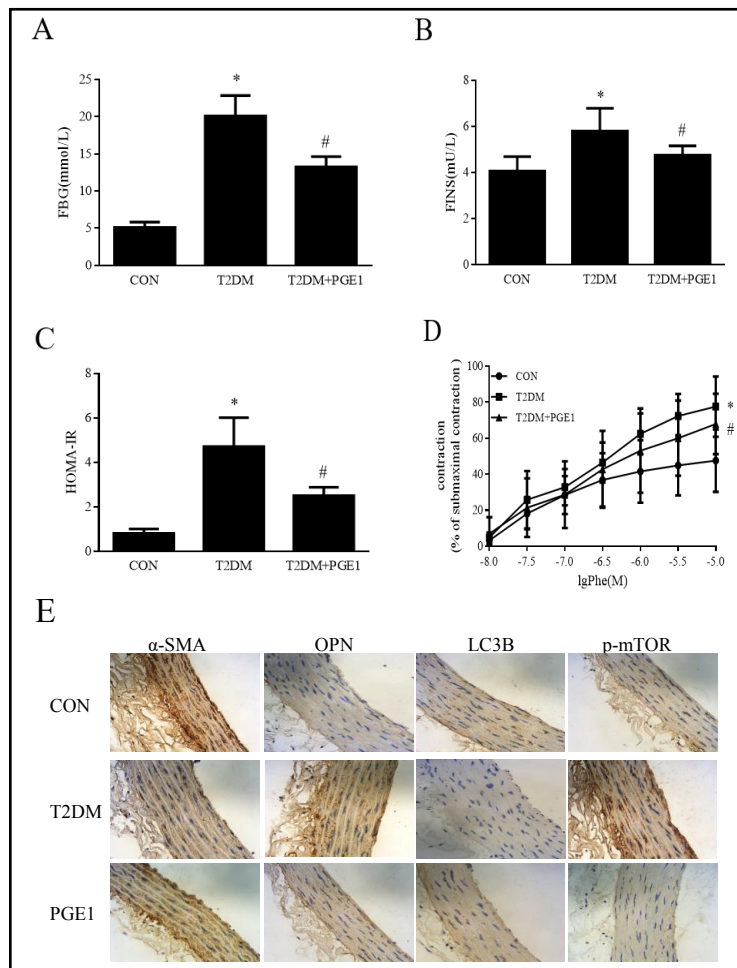 A
FBG(mmol/L)
25
20
15
10
5
0
*
#
CON
T2DM
T2DM+PGE1
B
FINS(mU/L)
8
6
4
2
0
*
#
CON
T2DM
T2DM+PGE1
C
HOMA-IR
8
6
4
2
0
*
#
CON
T2DM
T2DM+PGE1
D
contraction
(% of submaximal contraction )
100
80
60
40
20
0
CON
T2DM
T2DM+PGE1
*
#
-8.0 -7.5 -7.0 -6.5 -6.0 -5.5 -5.0
lgPhe(M)
E
α-SMA OPN LC3B p-mTOR
CON
T2DM
PGE1